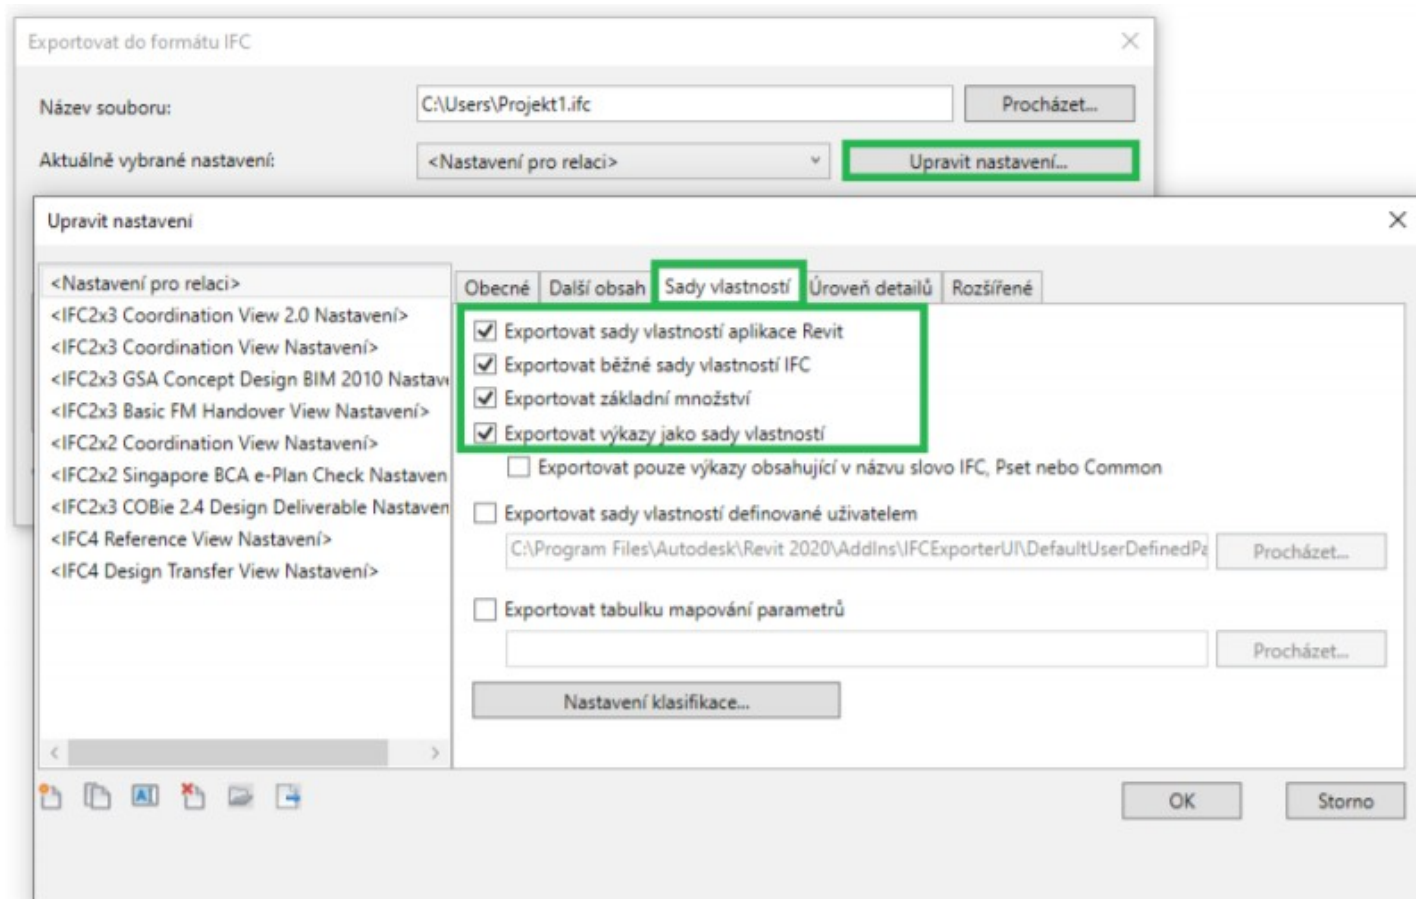 Exportovat do formátu IFC
Název souboru:
C:\Users\Projekt1.ifc
Procházet...
Aktuálně vybrané nastavení:
<Nastavení pro relaci>
Upravit nastavení...
Upravit nastavení
<Nastavení pro relaci>
<IFC2x3 Coordination View 2.0 Nastavení>
<IFC2x3 Coordination View Nastavení>
<IFC2x3 GSA Concept Design BIM 2010 Nastave
<IFC2x3 Basic FM Handover View Nastavení>
<IFC2x2 Coordination View Nastavení>
<IFC2x2 Singapore BCA e-Plan Check Nastaven
<IFC2x3 COBie 2.4 Design Deliverable Nastaven
<IFC4 Reference View Nastavení>
<IFC4 Design Transfer View Nastavení>
Obecné
Další obsah
Sady vlastností
Úroveň detailů
Rozšířené
Exportovat sady vlastností aplikace Revit
Exportovat běžné sady vlastností IFC
Exportovat základní množství
Exportovat výkazy jako sady vlastností
Exportovat pouze výkazy obsahující v názvu slovo IFC, Pset nebo Common
Exportovat sady vlastností definované uživatelem
C:\Program Files\Autodesk\Revit 2020\AddIns\IFCExporterUI\DefaultUserDefinedPa
Procházet...
Exportovat tabulku mapování parametrů
Procházet...
Nastavení klasifikace...
OK
Storno